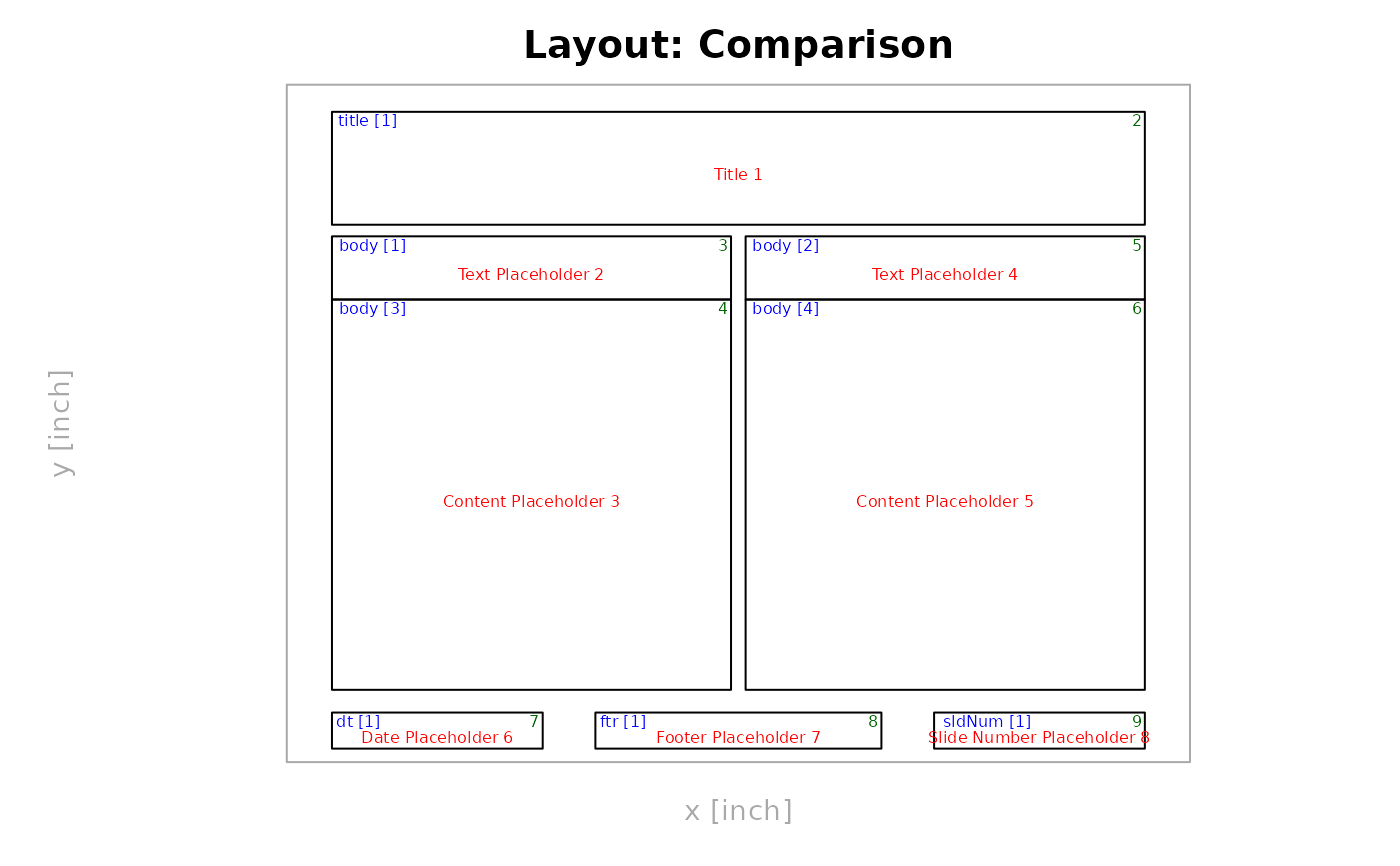 Layout: Comparison
title [1] 2
Title 1
body [1] 3
Text Placeholder 2
body [2] 5
Text Placeholder 4
body [3] 4
Content Placeholder 3
body [4] 6
Content Placeholder 5
dt [1] 7
Date Placeholder 6
ftr [1] 8
Footer Placeholder 7
sldNum [1] 9
Slide Number Placeholder 8
y [inch]
x [inch]